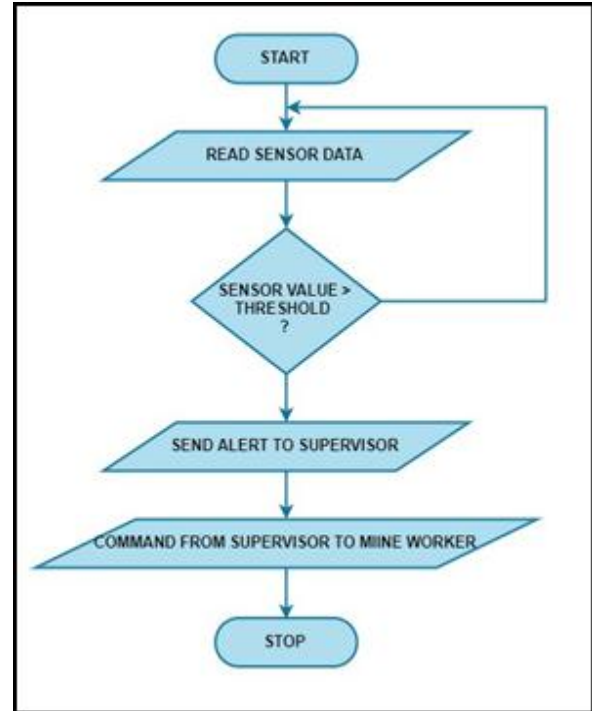 START
READ SENSOR DATA
SENSOR VALUE >
THRESHOLD
?
SEND ALERT TO SUPERVISOR
COMMAND FROM SUPERVISOR TO MIINE WORKER
STOP